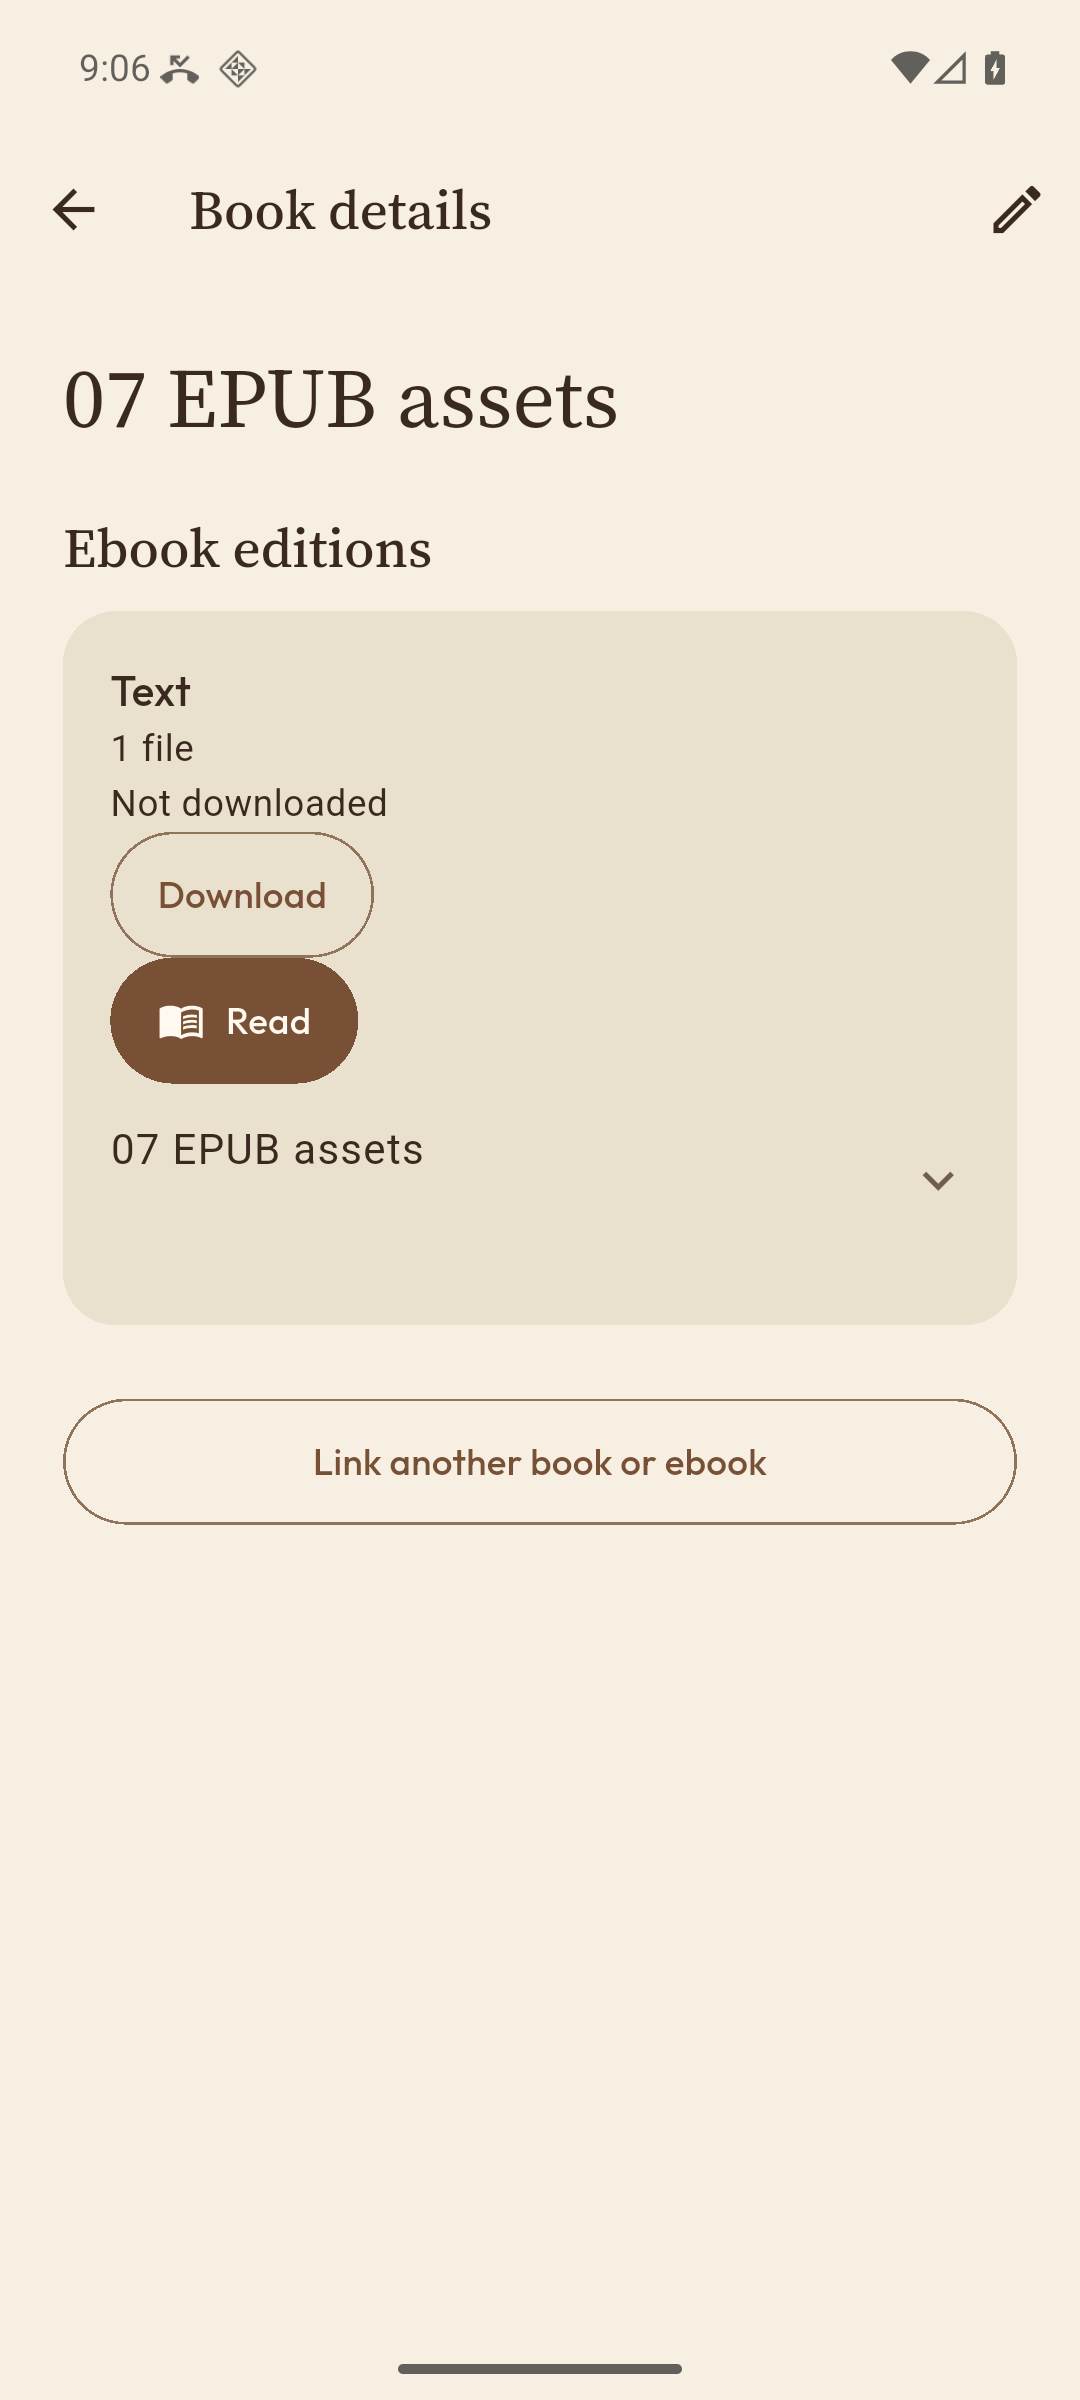 9:06
Book details
07 EPUB assets
Ebook editions
Text
1 file
Not downloaded
Download
Read
07 EPUB assets
Link another book or ebook